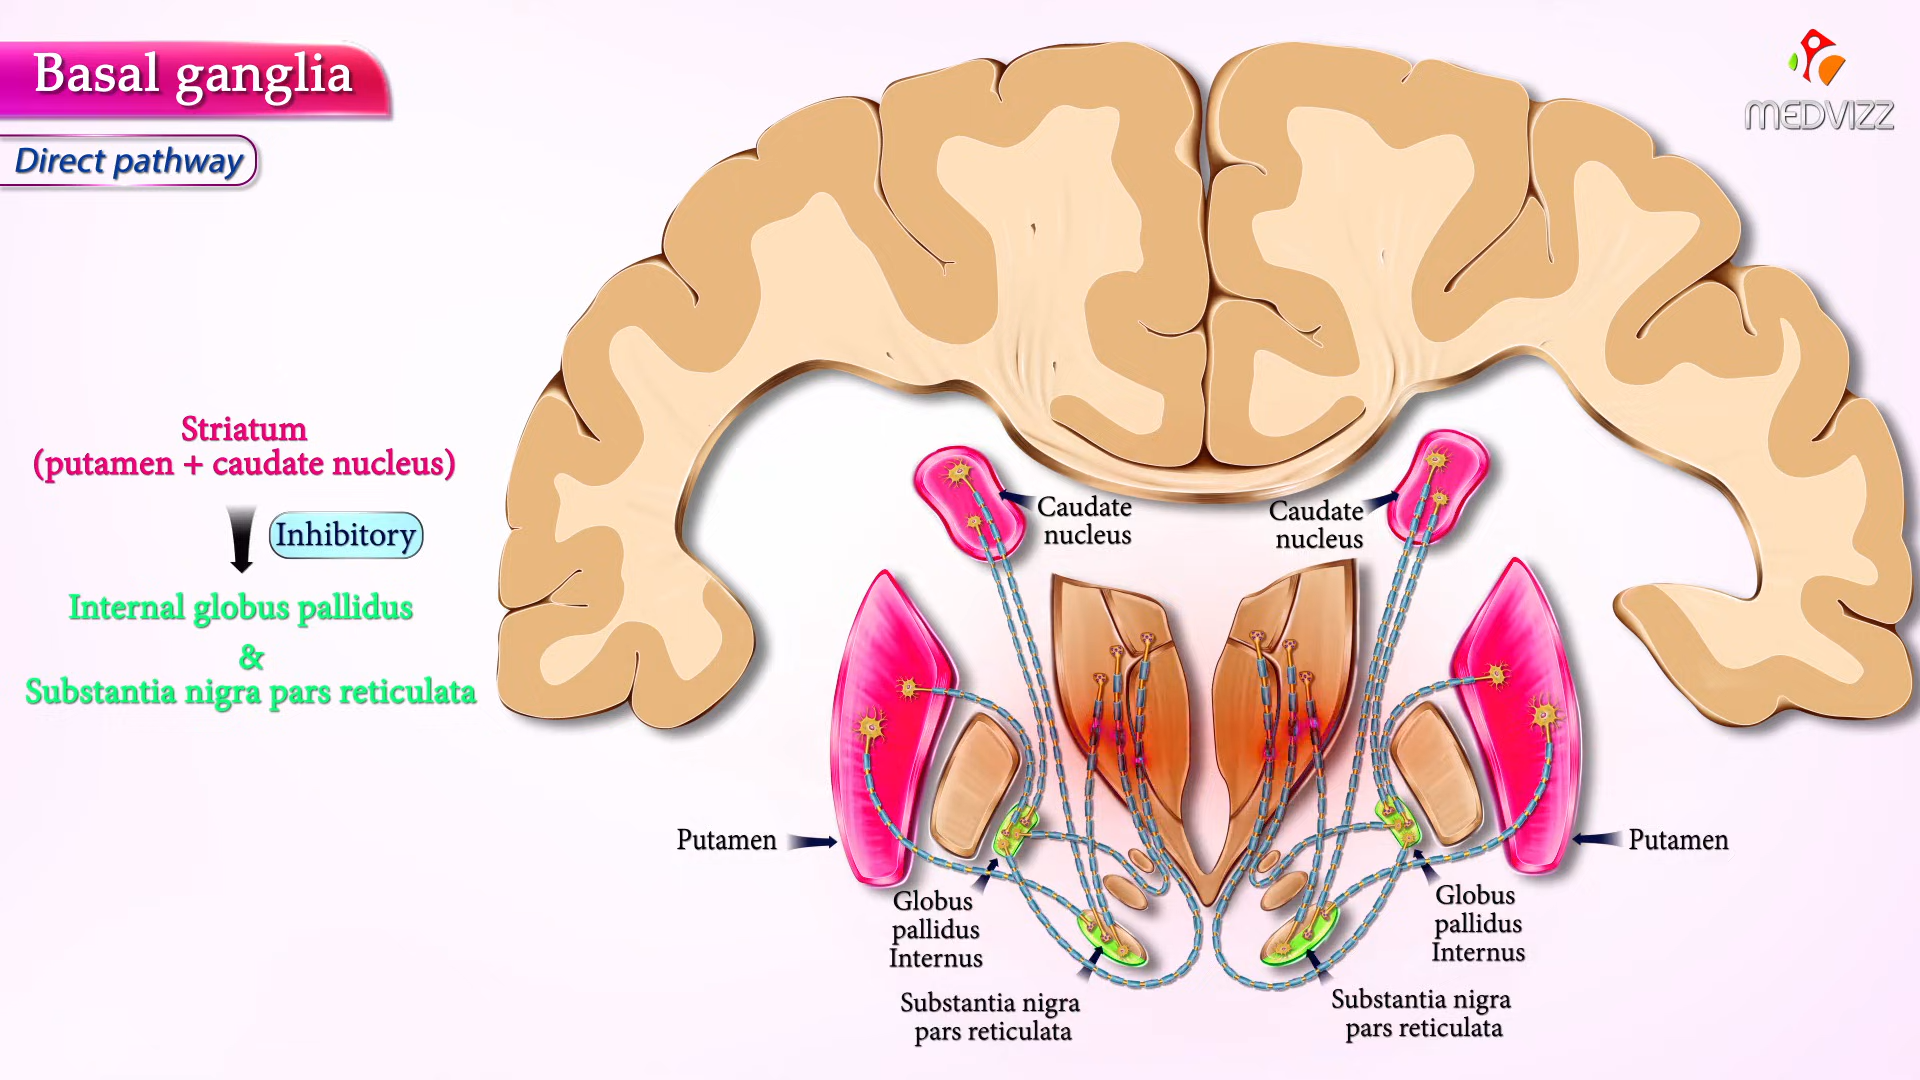 Basal ganglia
Direct pathway
MEDVIZZ
Striatum
(putamen + caudate nucleus)
Inhibitory
Internal globus pallidus
&
Substantia nigra pars reticulata
Caudate
nucleus
Caudate
nucleus
Putamen
Putamen
Globus
pallidus
Internus
Globus
pallidus
Internus
Substantia nigra
pars reticulata
Substantia nigra
pars reticulata